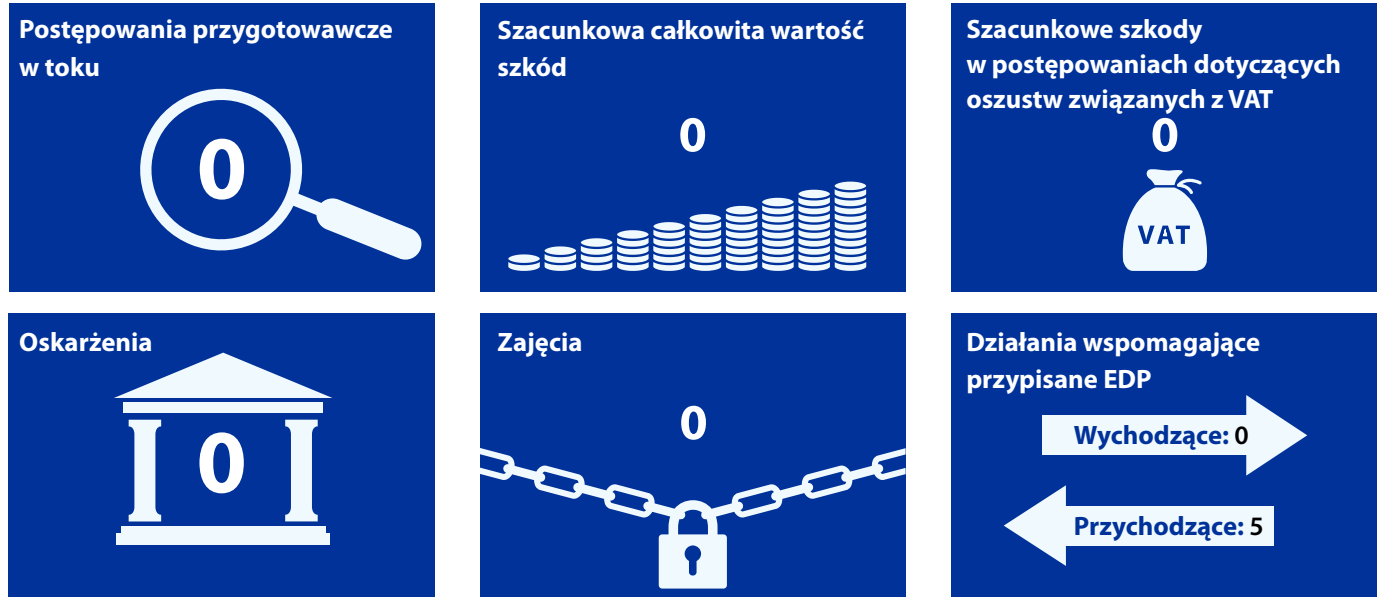 Postępowania przygotowawcze
w toku
0
Szacunkowa całkowita wartość
szkód
0
Szacunkowe szkody
w postępowaniach dotyczących
oszustw związanych z VAT
0
VAT
Oskarżenia
0
Zajęcia
0
Działania wspomagające
przypisane EDP
Wychodzące: 0
Przychodzące: 5